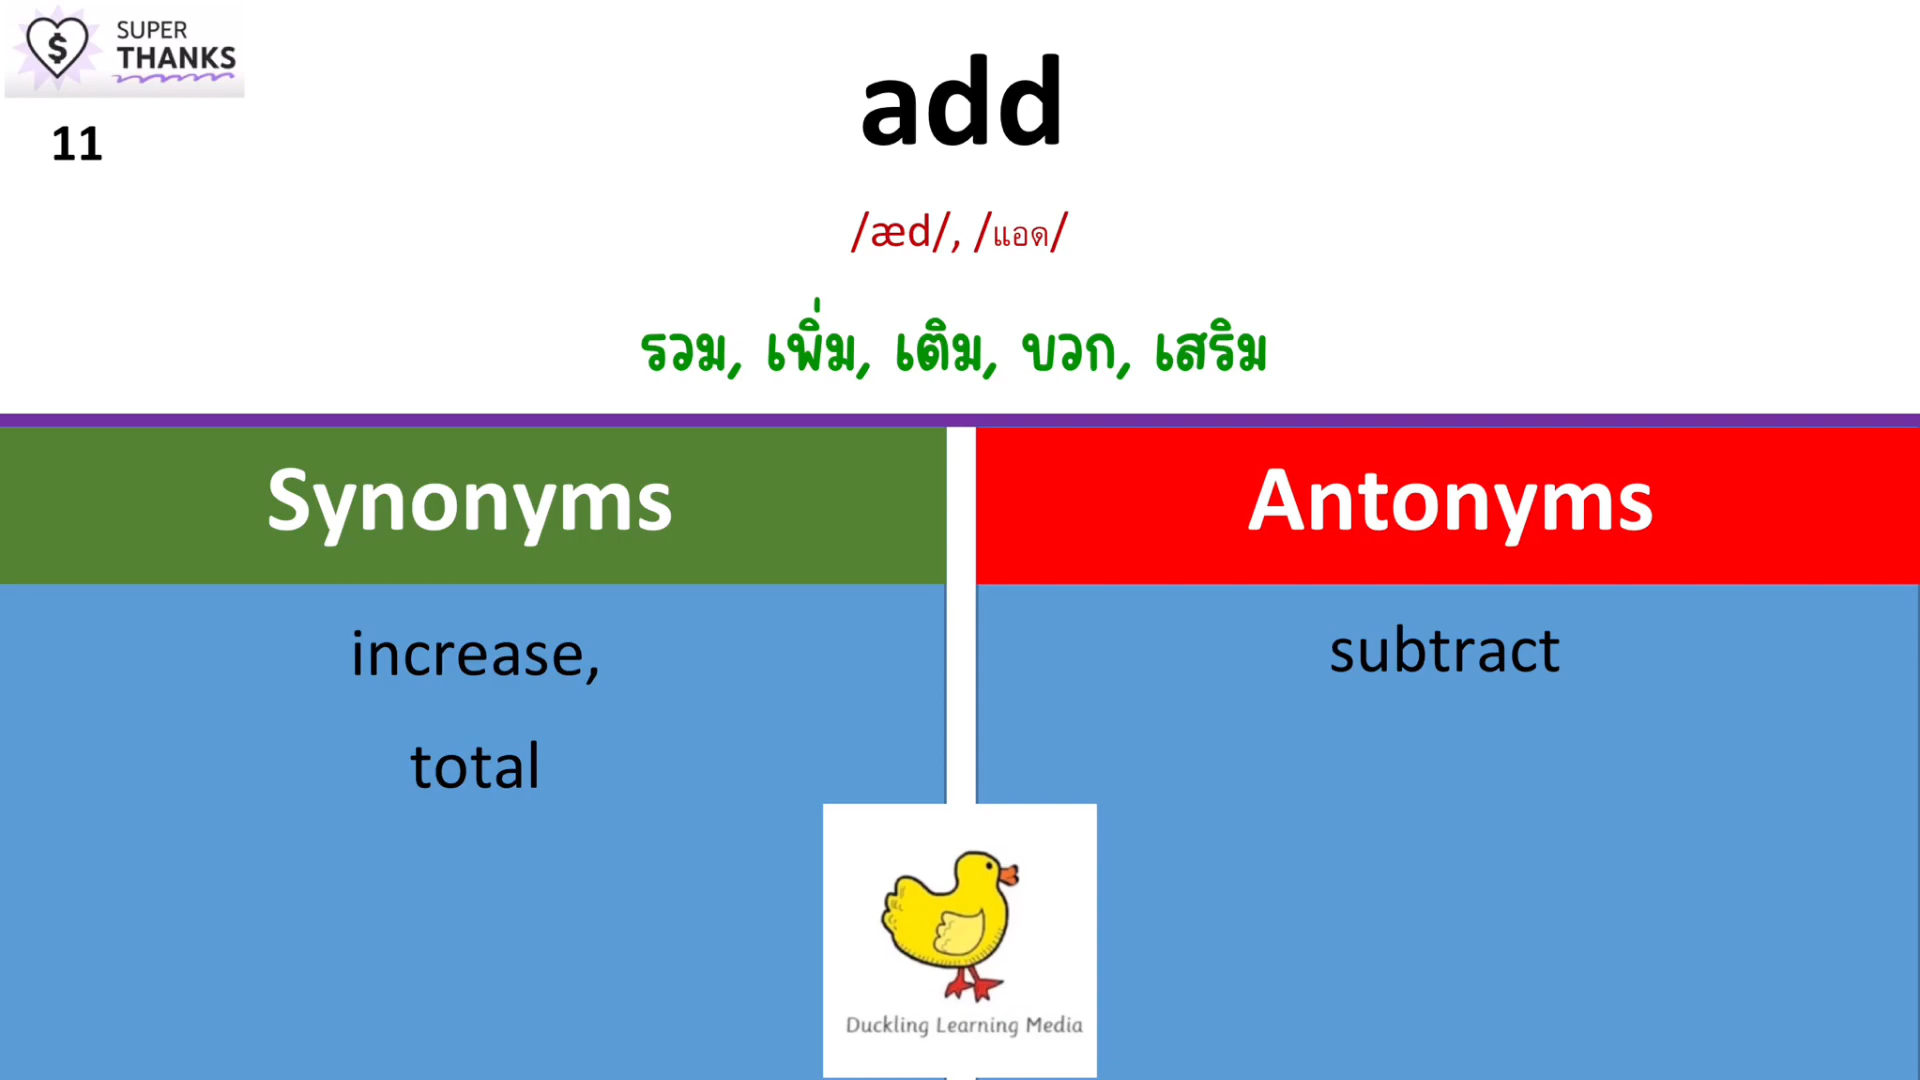 SUPER
THANKS
11
add
/æd/, /แอด/
รวม, เพิ่ม, เติม, บวก, เสริม
Synonyms
Antonyms
increase,
total
subtract
Duckling Learning Media